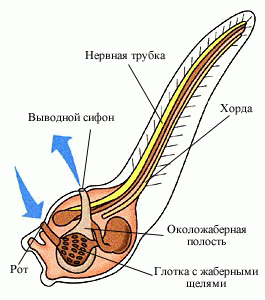 Нервная трубка
Выводной сифон
Хорда
Околожаберная
полость
Рот
Глотка с жаберными
щелями